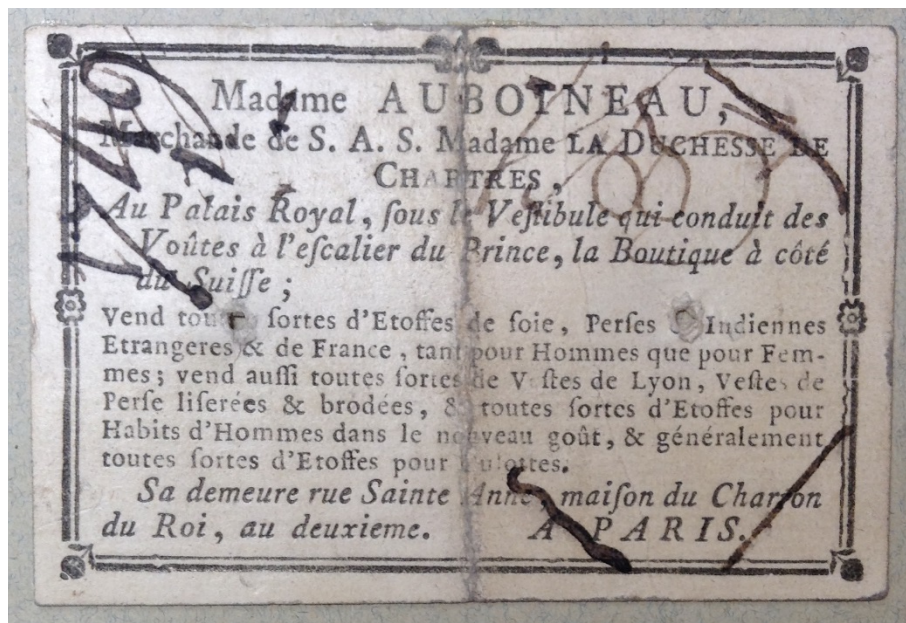 Madame AUBOINEAU,
Marchande de S. A. S. Madame LA DUCHESSE DE
CHARTRES,
Au Palais Royal, ſous le Veſtibule qui conduit des
Voûtes à l'eſcalier du Prince, la Boutique à côté
du Suiſſe ;
Vend toutes ſortes d'Etoffes de ſoie, Perſes & Indiennes
Etrangeres & de France, tant pour Hommes que pour Fem-
mes ; vend auſſi toutes ſortes de Veſtes de Lyon, Veſtes de
Perſe liſerées & brodées, & toutes ſortes d'Etoffes pour
Habits d'Hommes dans le nouveau goût, & généralement
toutes ſortes d'Etoffes pour Culottes.
Sa demeure rue Sainte Anne, maiſon du Charron
du Roi, au deuxieme. A PARIS.